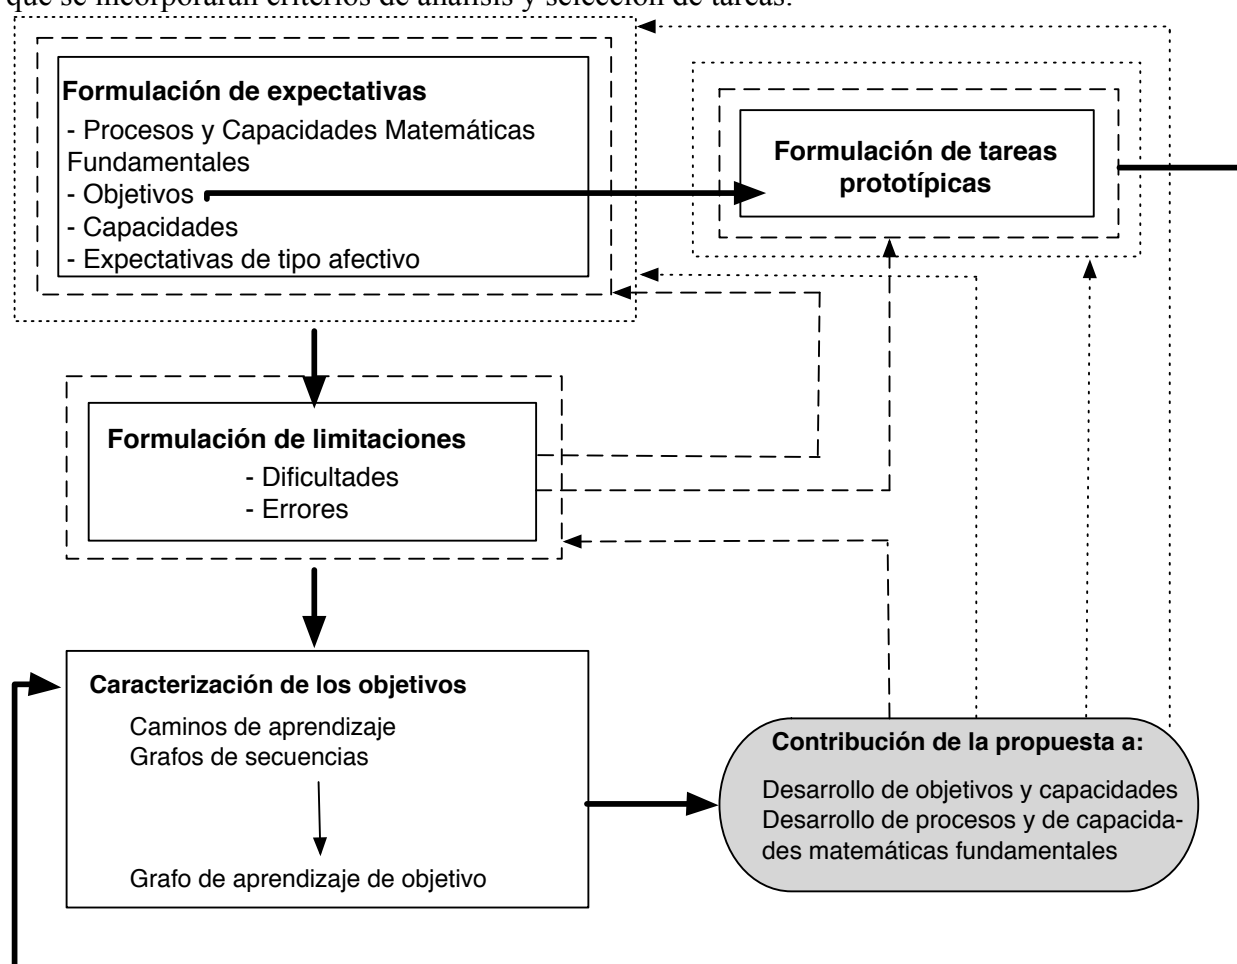 que se incorporarán criterios de análisis y selección de tareas.
Formulación de expectativas
- Procesos y Capacidades Matemáticas
Fundamentales
- Objetivos
- Capacidades
- Expectativas de tipo afectivo
Formulación de tareas
prototípicas
Formulación de limitaciones
- Dificultades
- Errores
Caracterización de los objetivos
Caminos de aprendizaje
Grafos de secuencias
Grafo de aprendizaje de objetivo
Contribución de la propuesta a:
Desarrollo de objetivos y capacidades
Desarrollo de procesos y de capacida-
des matemáticas fundamentales